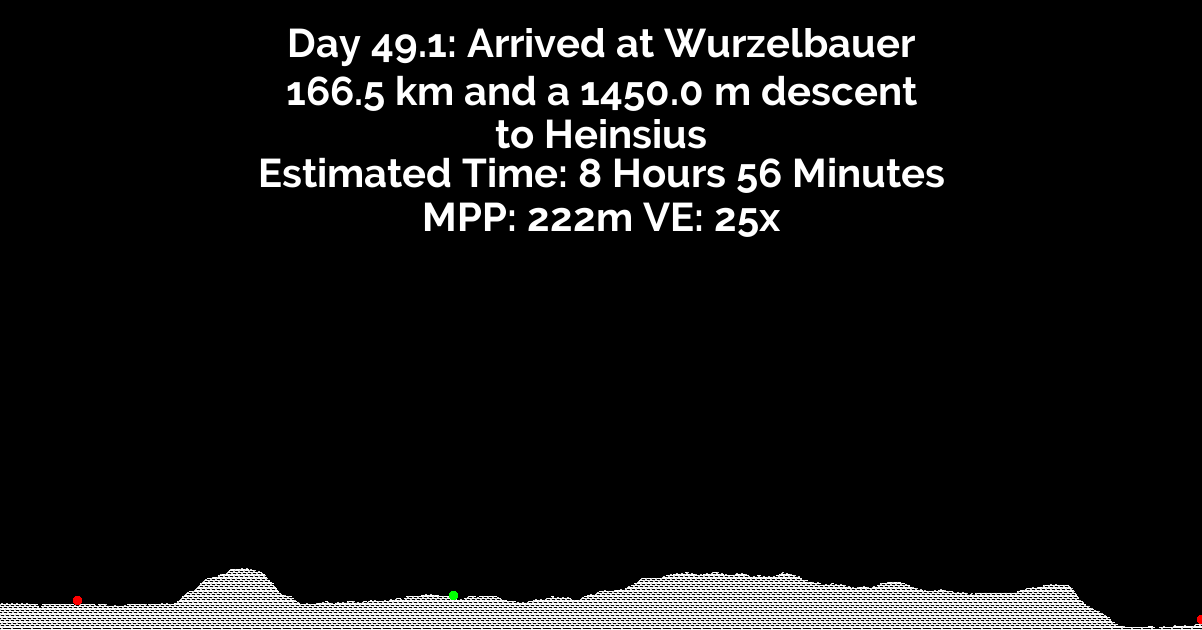 Day 49.1: Arrived at Wurzelbauer
166.5 km and a 1450.0 m descent
to Heinsius
Estimated Time: 8 Hours 56 Minutes
MPP: 222m VE: 25x